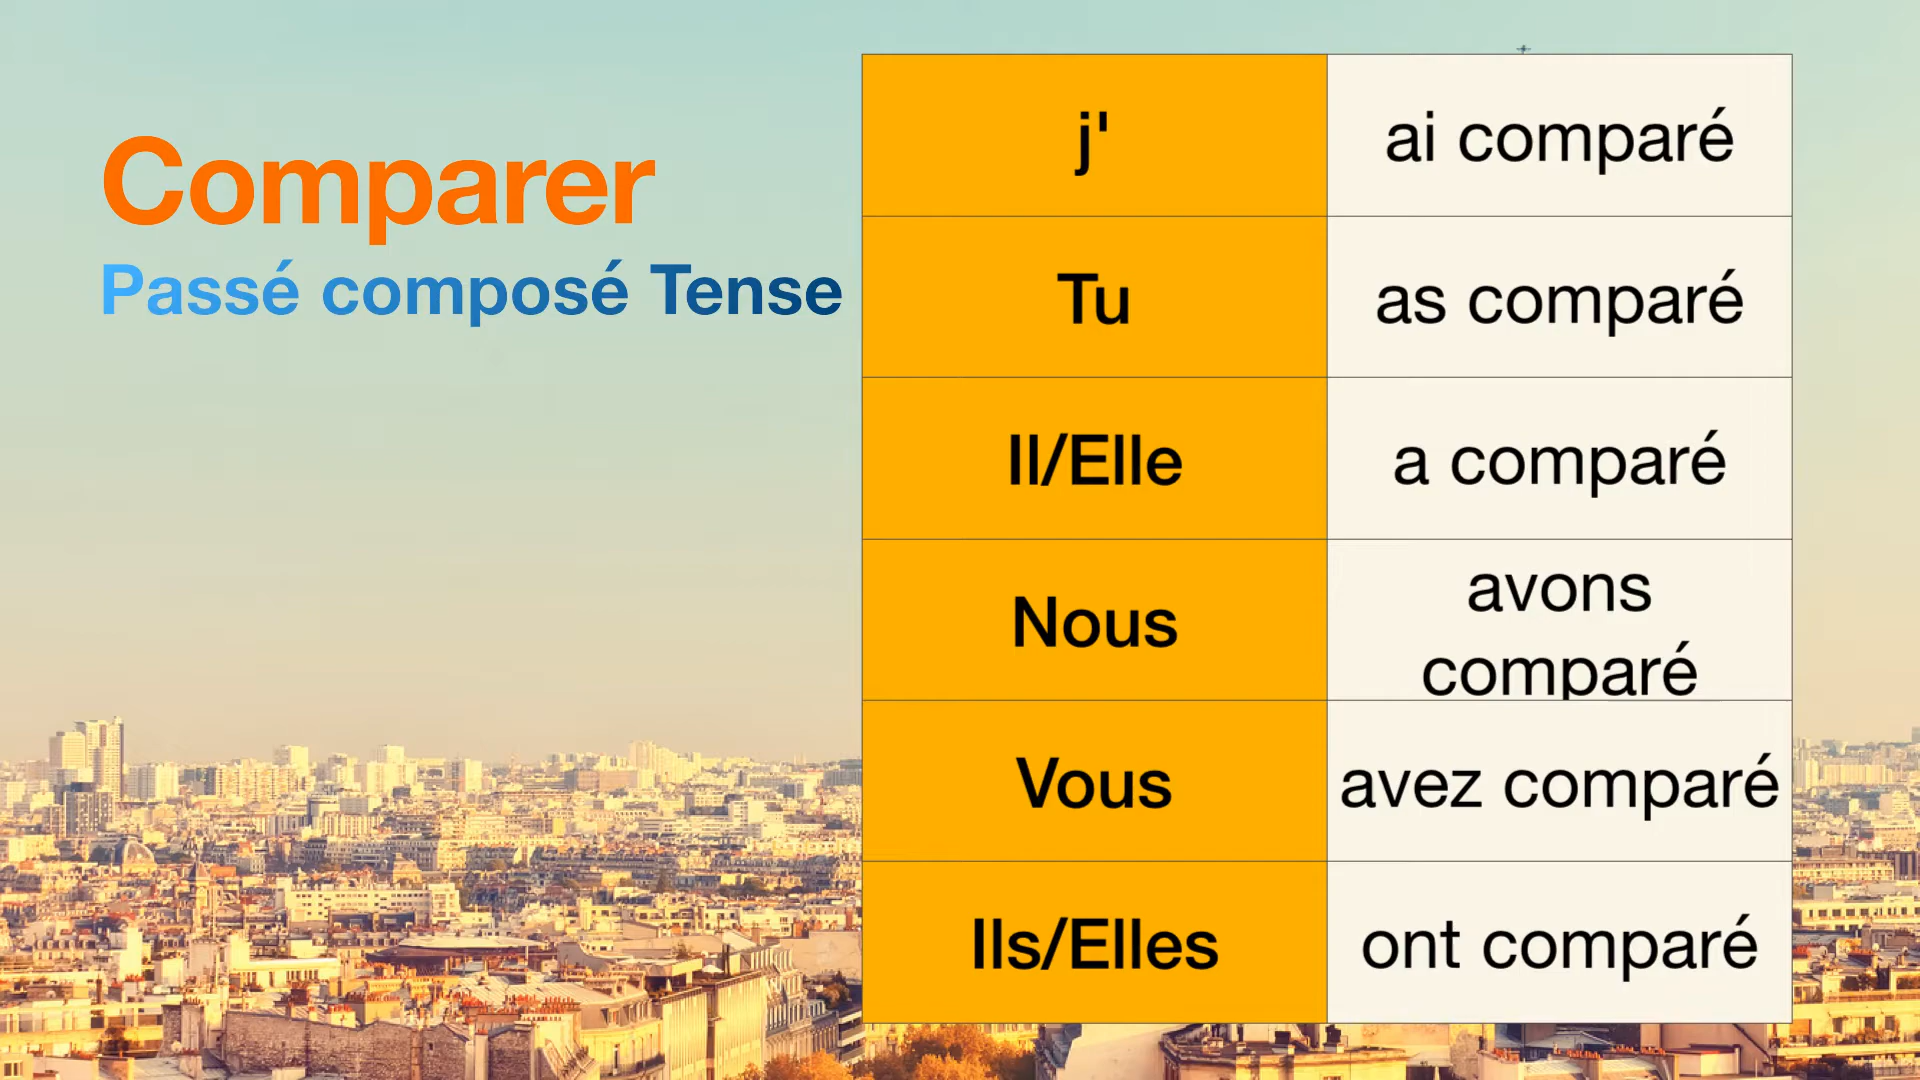 Comparer
Passé composé Tense
j' ai comparé
Tu as comparé
Il/Elle a comparé
Nous avons
comparé
Vous avez comparé
Ils/Elles ont comparé